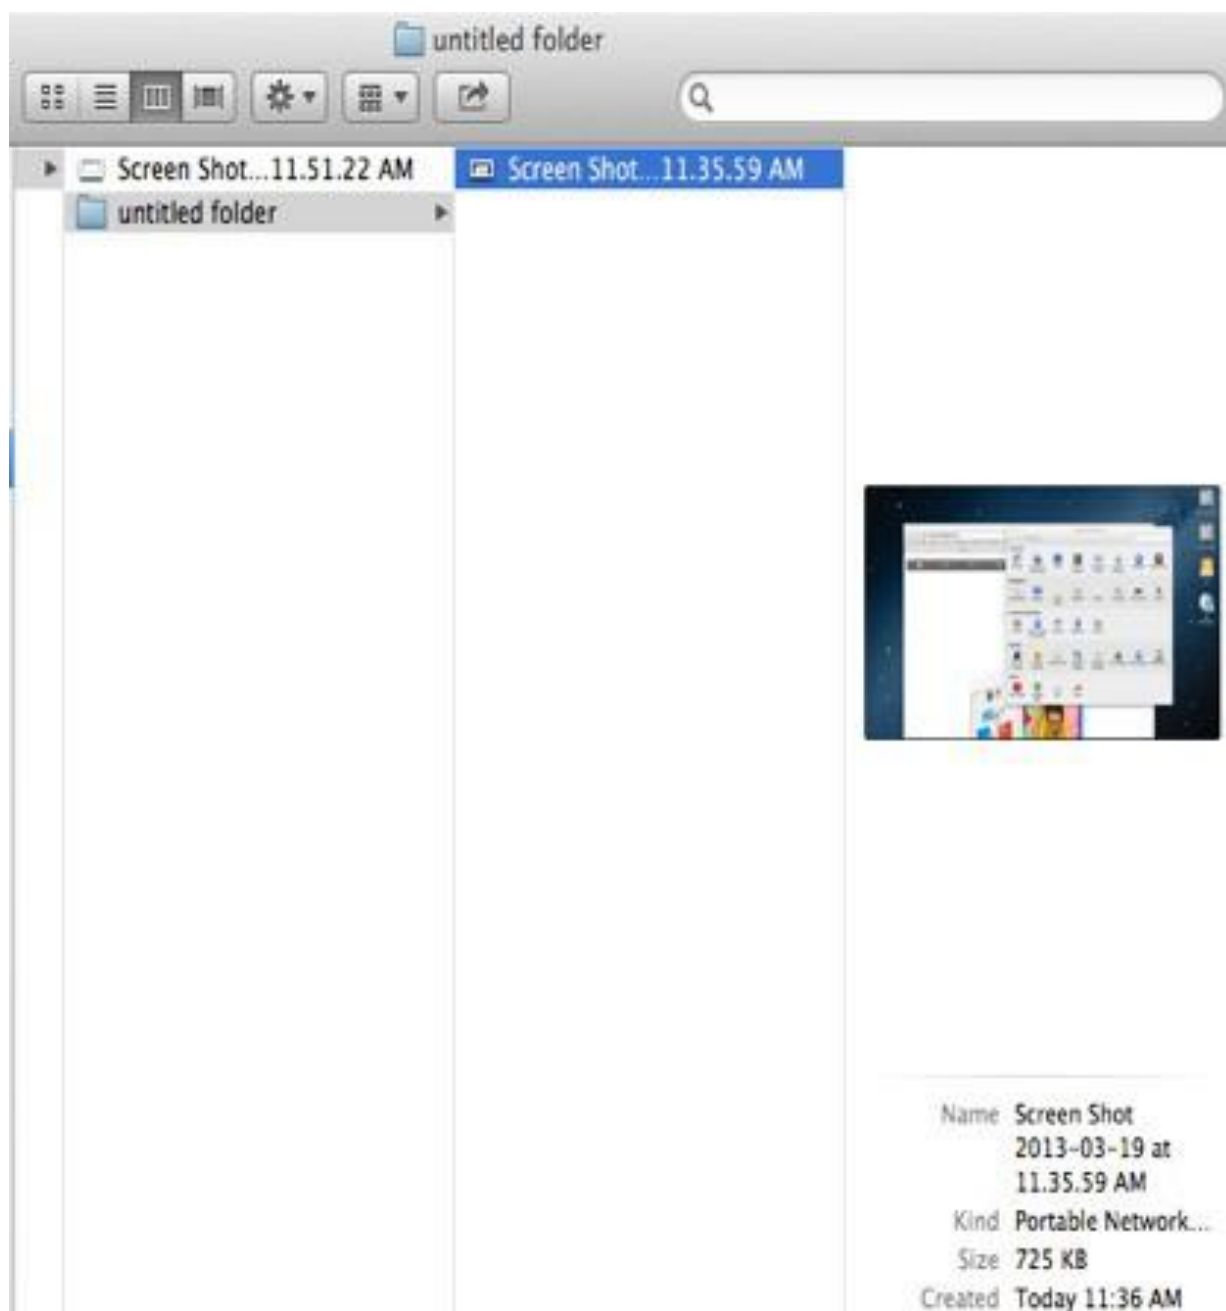 untitled folder
Screen Shot...11.51.22 AM
untitled folder
Screen Shot...11.35.59 AM
Name Screen Shot
2013-03-19 at
11.35.59 AM
Kind Portable Network...
Size 725 KB
Created Today 11:36 AM